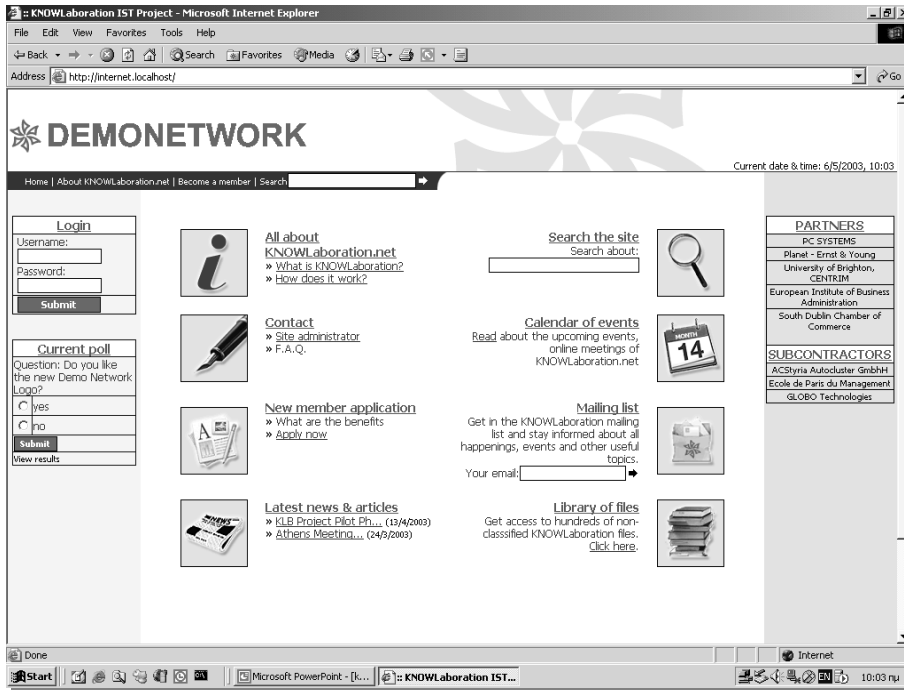 :: KNOWLaboration IST Project - Microsoft Internet Explorer
File Edit View Favorites Tools Help
Back Search Favorites Media
Address http://internet.localhost/ Go
DEMONETWORK
Current date & time: 6/5/2003, 10:03
Home | About KNOWLaboration.net | Become a member | Search
Login
Username:
Password:
Submit
Current poll
Question: Do you like
the new Demo Network
Logo?
yes
no
Submit
View results
All about
KNOWLaboration.net
» What is KNOWLaboration?
» How does it work?
Contact
» Site administrator
» F.A.Q.
New member application
» What are the benefits
» Apply now
Latest news & articles
» KLB Project Pilot Ph... (13/4/2003)
» Athens Meeting... (24/3/2003)
Search the site
Search about:
Calendar of events
Read about the upcoming events,
online meetings of
KNOWLaboration.net
MONTH
14
Mailing list
Get in the KNOWLaboration mailing
list and stay informed about all
happenings, events and other useful
topics.
Your email:
Library of files
Get access to hundreds of non-
classsified KNOWLaboration files.
Click here.
PARTNERS
PC SYSTEMS
Planet - Ernst & Young
University of Brighton,
CENTRIM
European Institute of Business
Administration
South Dublin Chamber of
Commerce
SUBCONTRACTORS
ACStyria Autocluster GmbhH
Ecole de Paris du Management
GLOBO Technologies
Done Internet
Start Microsoft PowerPoint - [k... :: KNOWLaboration IST... EN 10:03 πμ